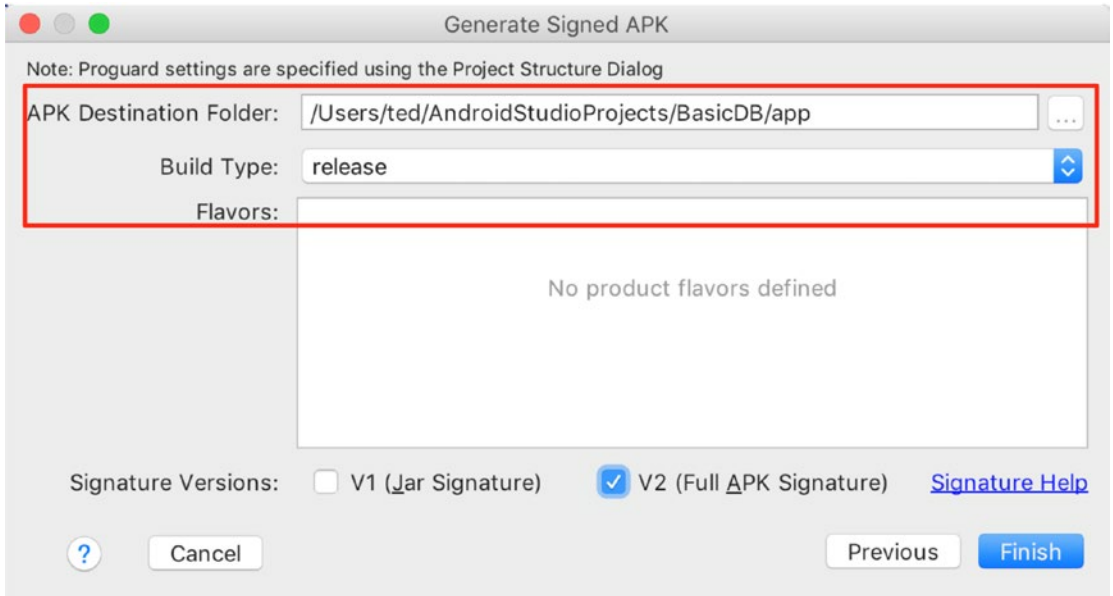 Generate Signed APK
Note: Proguard settings are specified using the Project Structure Dialog
APK Destination Folder: /Users/ted/AndroidStudioProjects/BasicDB/app ...
Build Type: release
Flavors:
No product flavors defined
Signature Versions: V1 (Jar Signature) V2 (Full APK Signature) Signature Help
? Cancel Previous Finish